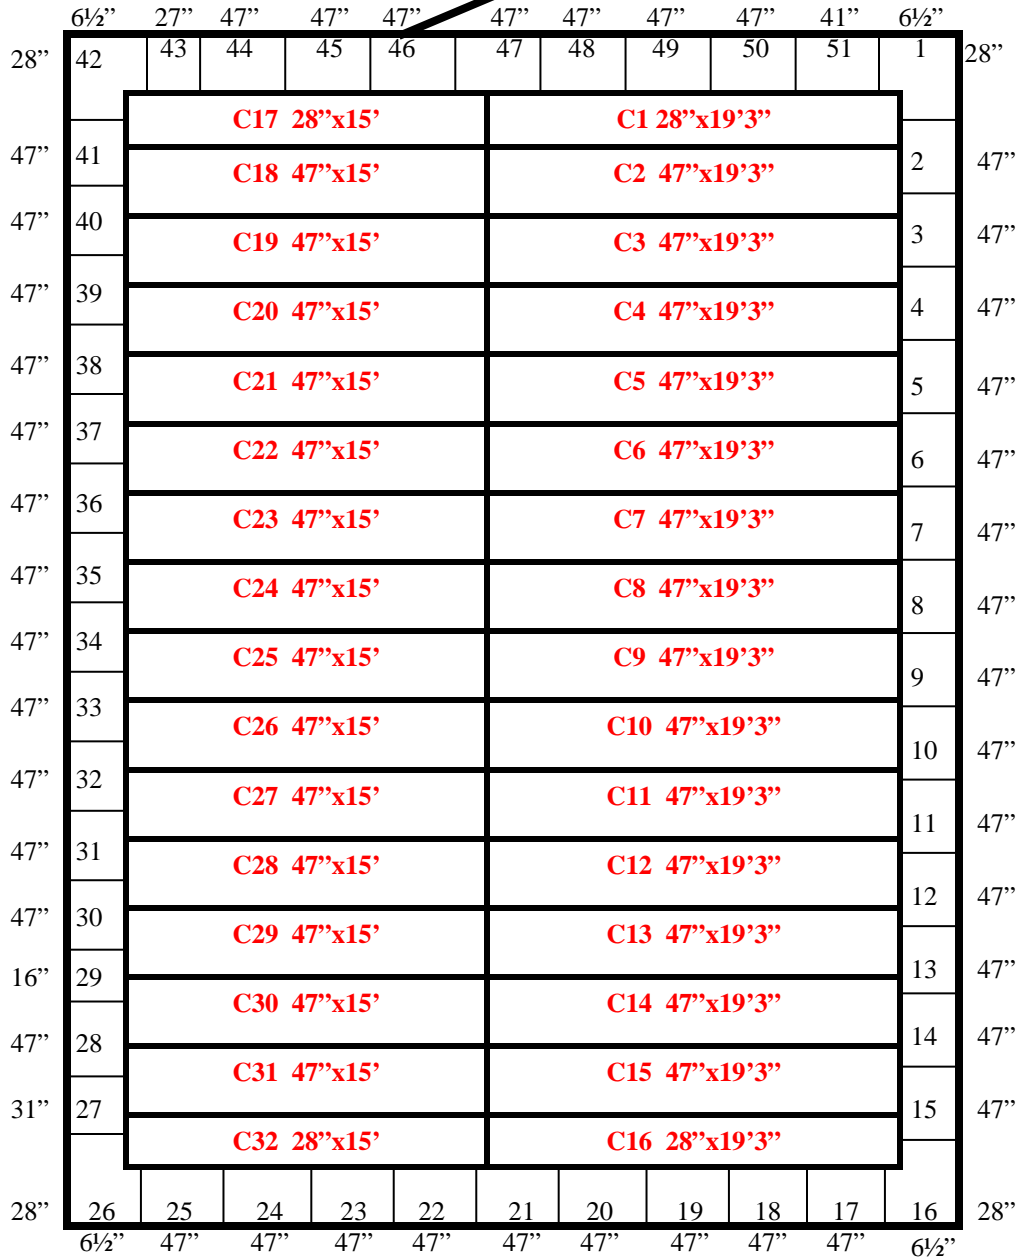 6½” 27” 47” 47” 47” 47” 47” 47” 47” 41” 6½”
28” 42 43 44 45 46 47 48 49 50 51 1 28”
C17 28”x15’ C1 28”x19’3”
47” 41 C18 47”x15’ C2 47”x19’3” 2 47”
47” 40 C19 47”x15’ C3 47”x19’3” 3 47”
47” 39 C20 47”x15’ C4 47”x19’3” 4 47”
47” 38 C21 47”x15’ C5 47”x19’3” 5 47”
47” 37 C22 47”x15’ C6 47”x19’3” 6 47”
47” 36 C23 47”x15’ C7 47”x19’3” 7 47”
47” 35 C24 47”x15’ C8 47”x19’3” 8 47”
47” 34 C25 47”x15’ C9 47”x19’3” 9 47”
47” 33 C26 47”x15’ C10 47”x19’3” 10 47”
47” 32 C27 47”x15’ C11 47”x19’3” 11 47”
47” 31 C28 47”x15’ C12 47”x19’3” 12 47”
47” 30 C29 47”x15’ C13 47”x19’3” 13 47”
16” 29 C30 47”x15’ C14 47”x19’3” 14 47”
47” 28 C31 47”x15’ C15 47”x19’3” 15 47”
31” 27 C32 28”x15’ C16 28”x19’3”
28” 26 25 24 23 22 21 20 19 18 17 16 28”
6½” 47” 47” 47” 47” 47” 47” 47” 47” 47” 6½”